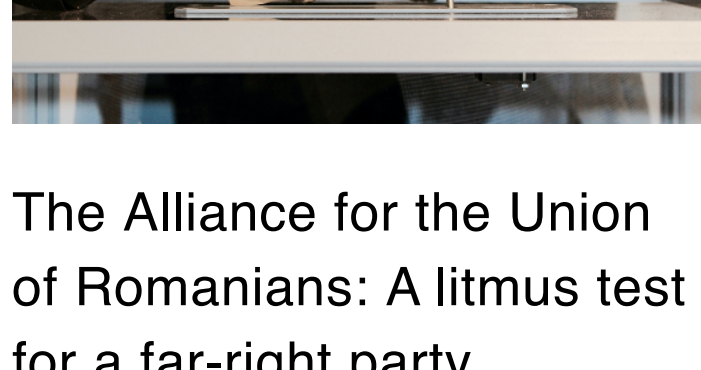 The Alliance for the Union
of Romanians: A litmus test
for a far-right party